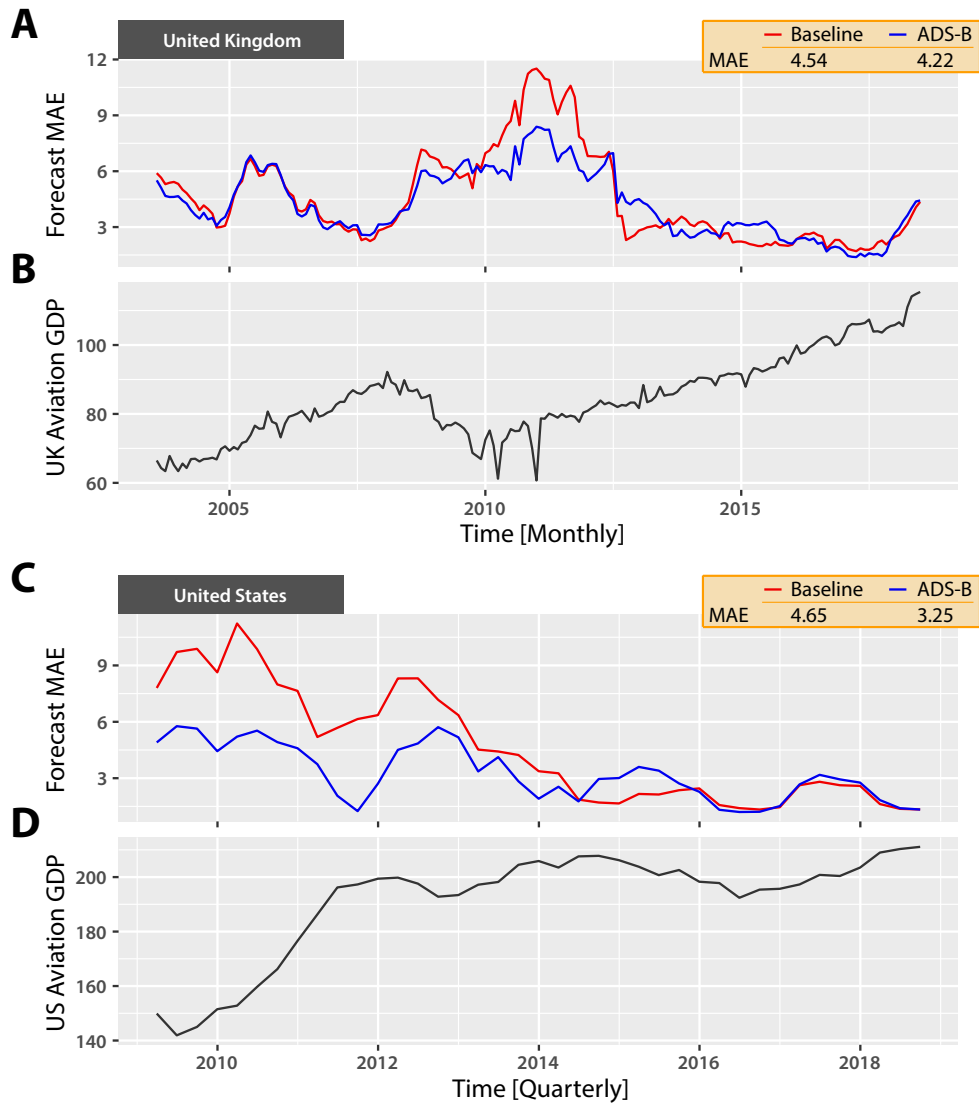 A
United Kingdom
Baseline ADS-B
MAE 4.54 4.22
Forecast MAE
12
9
6
3
B
UK Aviation GDP
100
80
60
2005 2010 2015
Time [Monthly]
C
United States
Baseline ADS-B
MAE 4.65 3.25
Forecast MAE
9
6
3
D
US Aviation GDP
200
180
160
140
2010 2012 2014 2016 2018
Time [Quarterly]